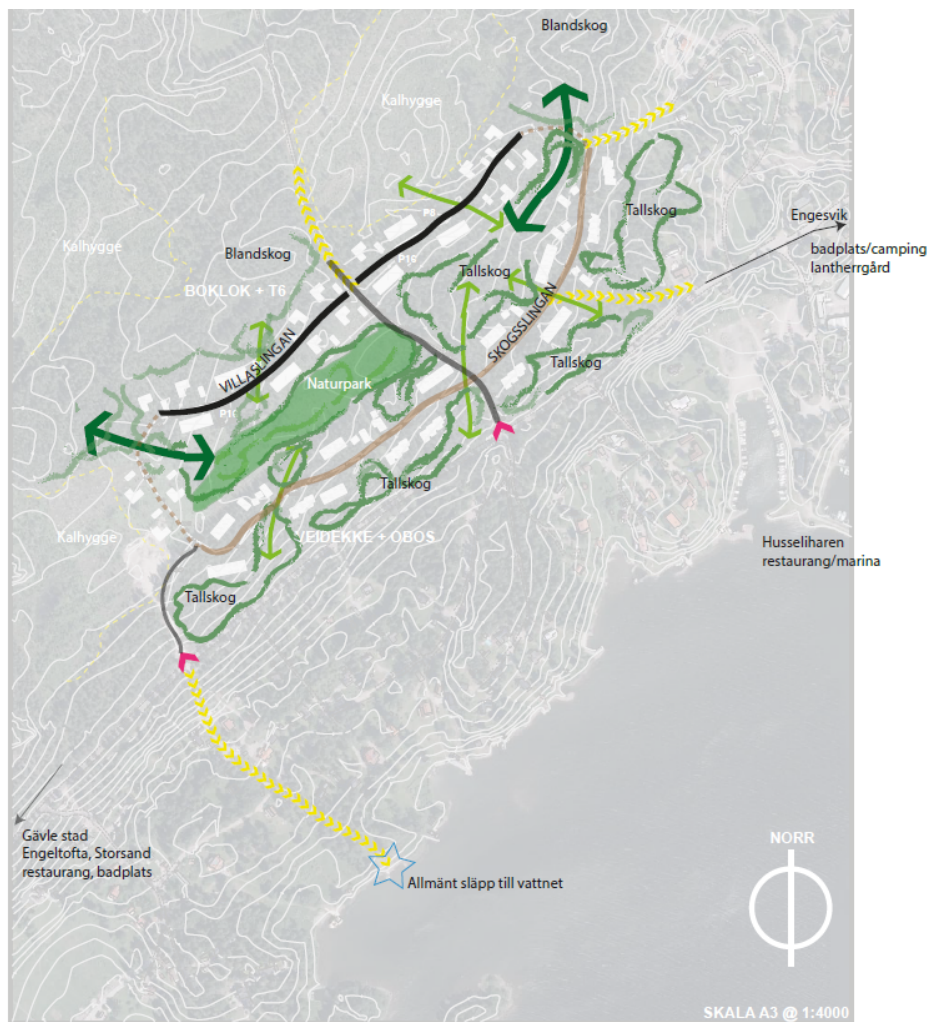 Blandskog
Kalhygge
Tallskog
Engesvik
badplats/camping
lantherrgård
P8
Kalhygge
Blandskog
P16
Tallskog
BOKLOK + T6
SKOGSSLINGAN
VILLASLINGAN
Tallskog
Naturpark
P10
Tallskog
Kalhygge
VEIDEKKE + OBOS
Husseliharen
restaurang/marina
Tallskog
Gävle stad
Engeltofta, Storsand
restaurang, badplats
NORR
Allmänt släpp till vattnet
SKALA A3 @ 1:4000